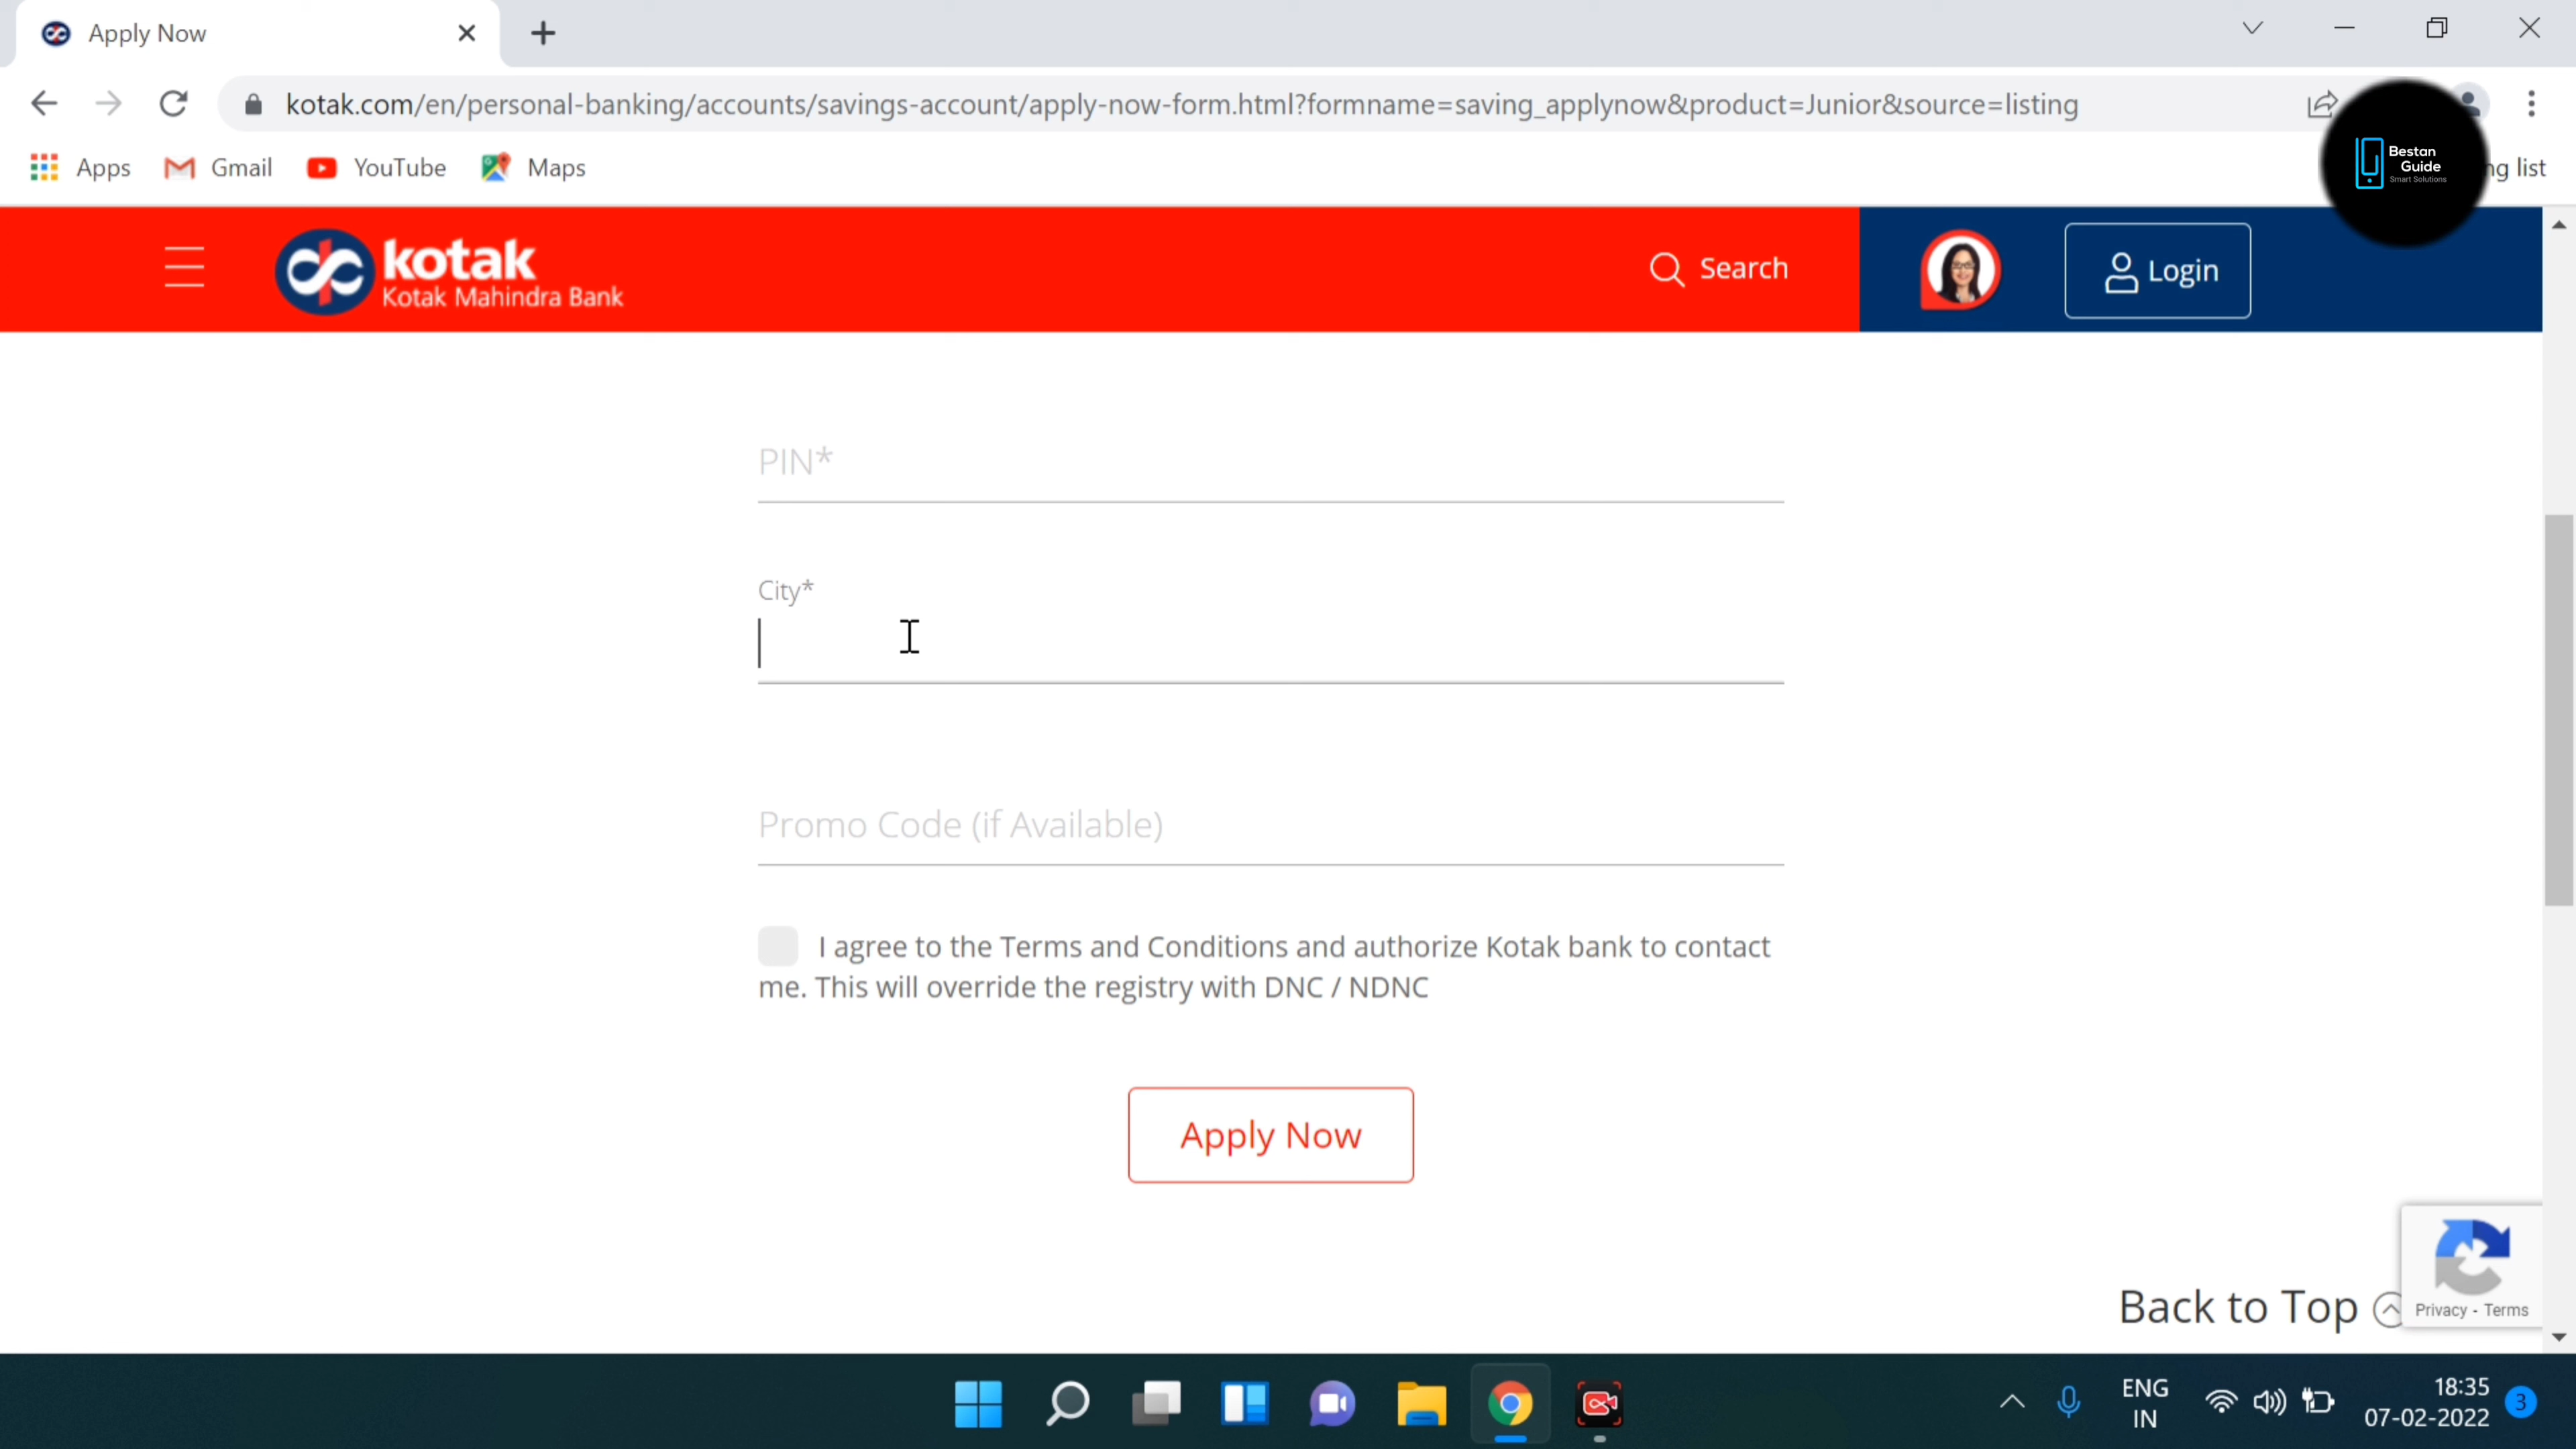 Apply Now
kotak.com/en/personal-banking/accounts/savings-account/apply-now-form.html?formname=saving_applynow&product=Junior&source=listing
Apps
Gmail
YouTube
Maps
ng list
Bestan
Guide
Smart Solutions
kotak
Kotak Mahindra Bank
Search
Login
PIN*
City*
Promo Code (if Available)
I agree to the Terms and Conditions and authorize Kotak bank to contact
me. This will override the registry with DNC / NDNC
Apply Now
Back to Top
Privacy - Terms
ENG
IN
18:35
07-02-2022
3